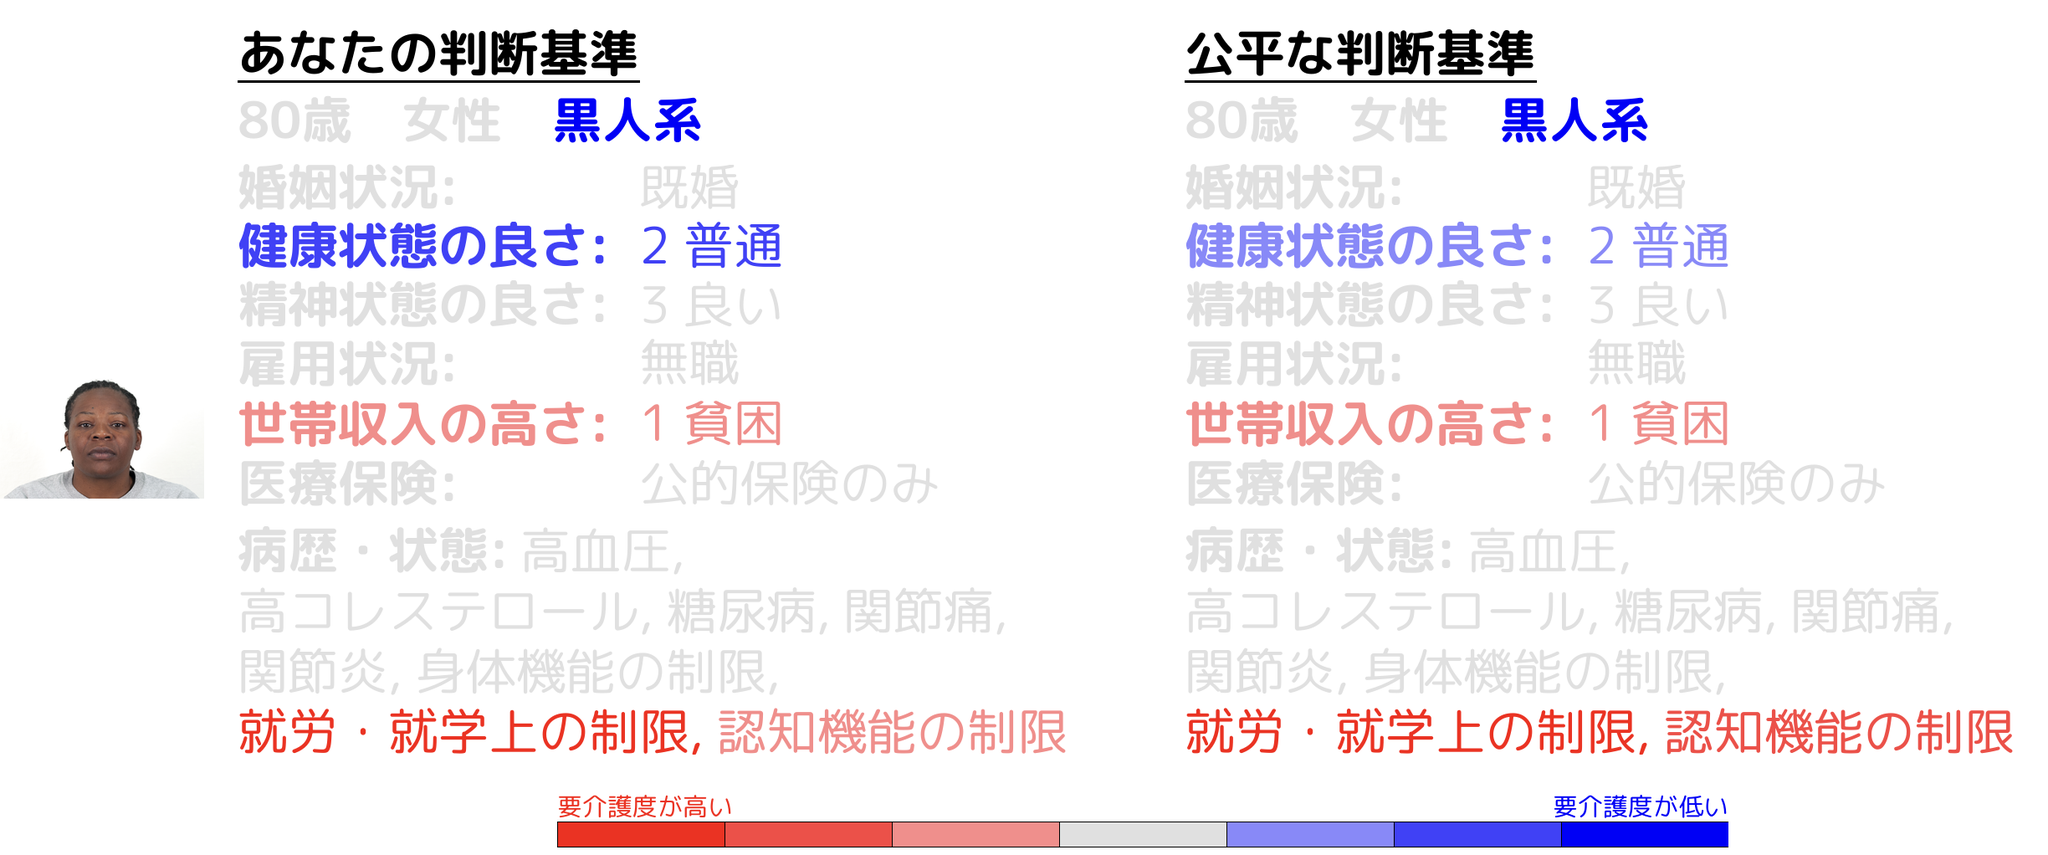 あなたの判断基準
80歳 女性 黒人系
婚姻状況: 既婚
健康状態の良さ: 2 普通
精神状態の良さ: 3 良い
雇用状況: 無職
世帯収入の高さ: 1 貧困
医療保険: 公的保険のみ
病歴・状態: 高血圧,
高コレステロール, 糖尿病, 関節痛,
関節炎, 身体機能の制限,
就労・就学上の制限, 認知機能の制限
公平な判断基準
80歳 女性 黒人系
婚姻状況: 既婚
健康状態の良さ: 2 普通
精神状態の良さ: 3 良い
雇用状況: 無職
世帯収入の高さ: 1 貧困
医療保険: 公的保険のみ
病歴・状態: 高血圧,
高コレステロール, 糖尿病, 関節痛,
関節炎, 身体機能の制限,
就労・就学上の制限, 認知機能の制限
要介護度が高い
要介護度が低い